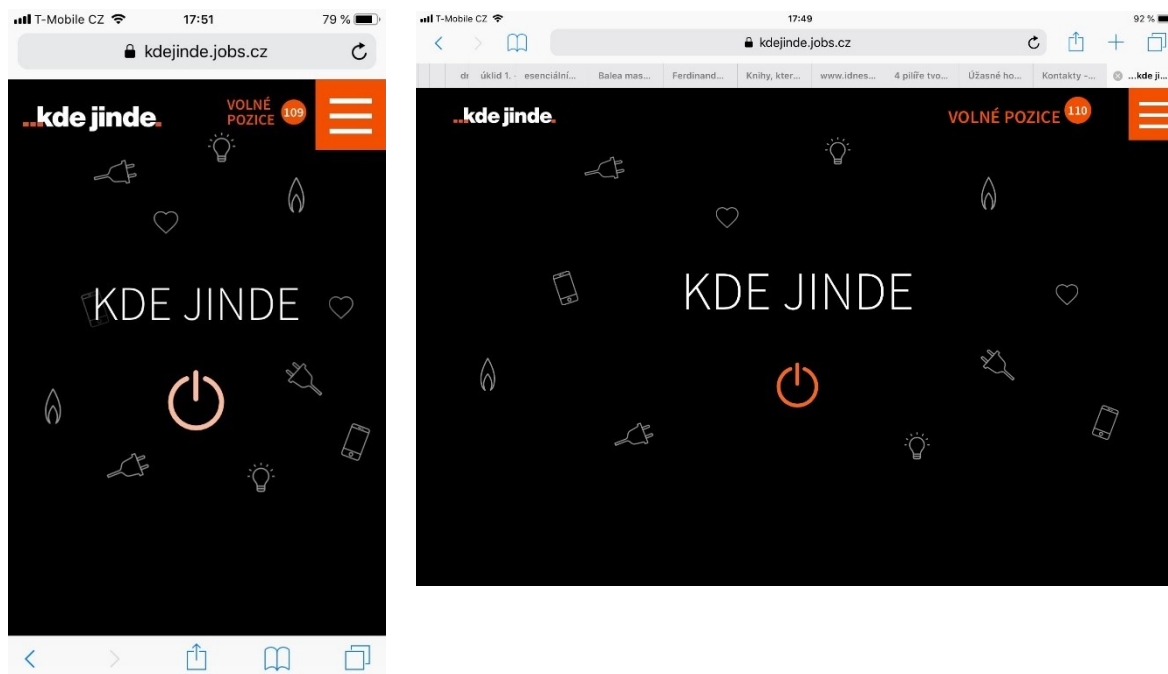 T-Mobile CZ 17:51 79 %
kdejinde.jobs.cz
...kde jinde.
VOLNÉ
POZICE
109
KDE JINDE
T-Mobile CZ 17:49 92 %
kdejinde.jobs.cz
úklid 1. - esenciální... Balea mas... Ferdinand... Knihy, kter... www.idnes... 4 pilíře tvo... Úžasné ho... Kontakty -... ...kde ji...
...kde jinde.
VOLNÉ POZICE 110
KDE JINDE